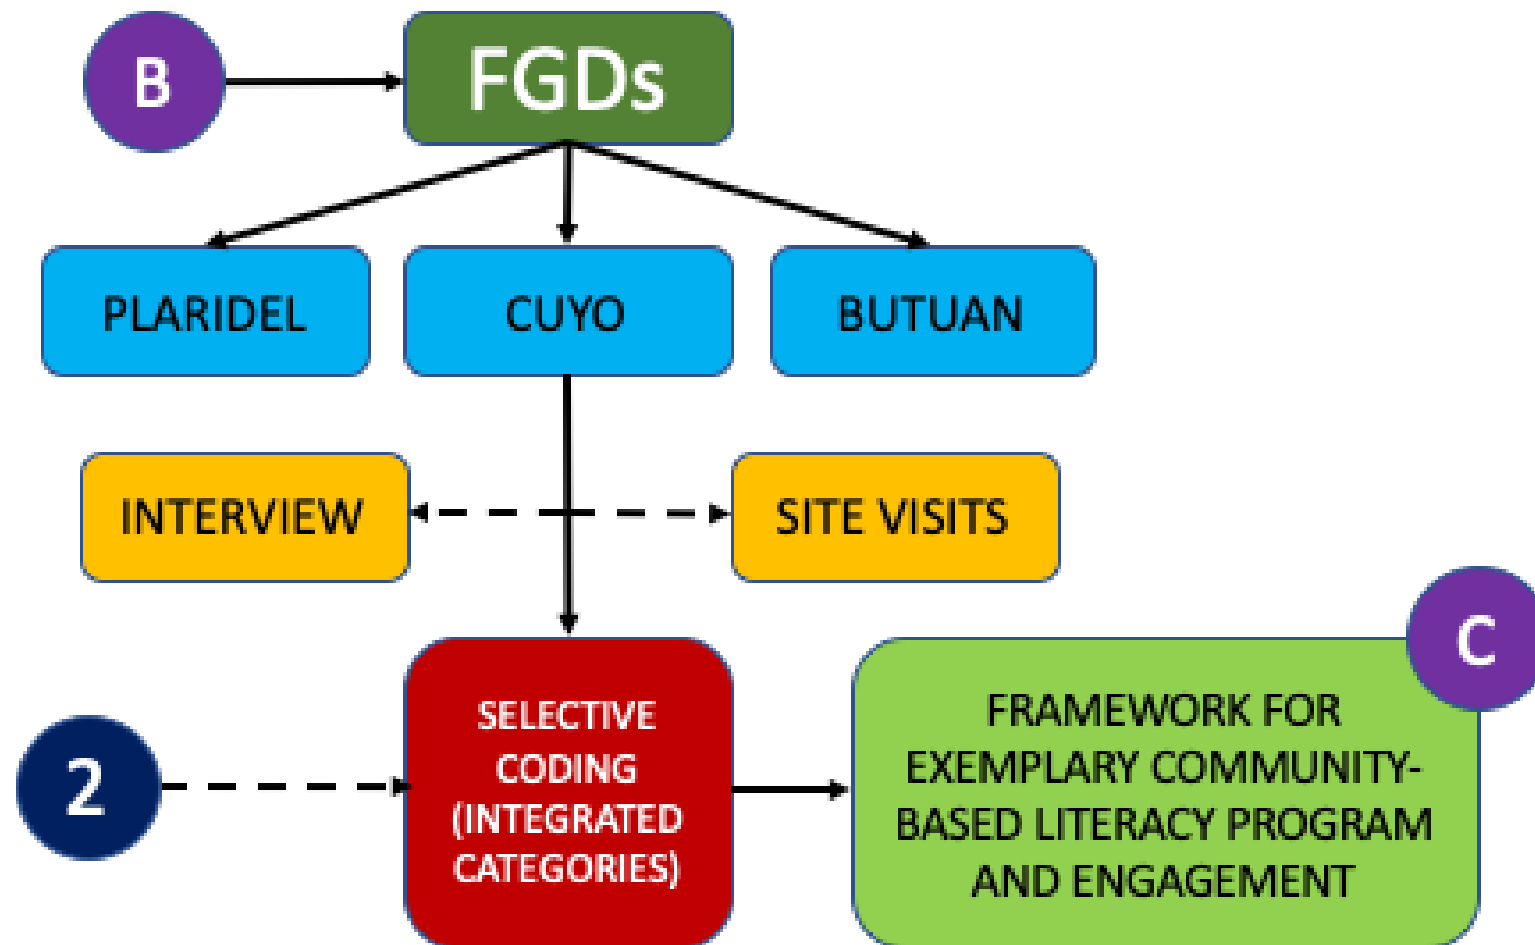 B
FGDs
PLARIDEL
CUYO
BUTUAN
INTERVIEW
SITE VISITS
C
2
SELECTIVE
CODING
(INTEGRATED
CATEGORIES)
FRAMEWORK FOR
EXEMPLARY COMMUNITY-
BASED LITERACY PROGRAM
AND ENGAGEMENT